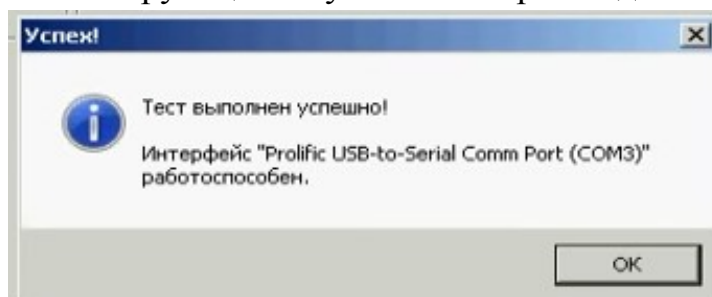 Успех!
Тест выполнен успешно!
Интерфейс "Prolific USB-to-Serial Comm Port (COM3)"
работоспособен.
OK